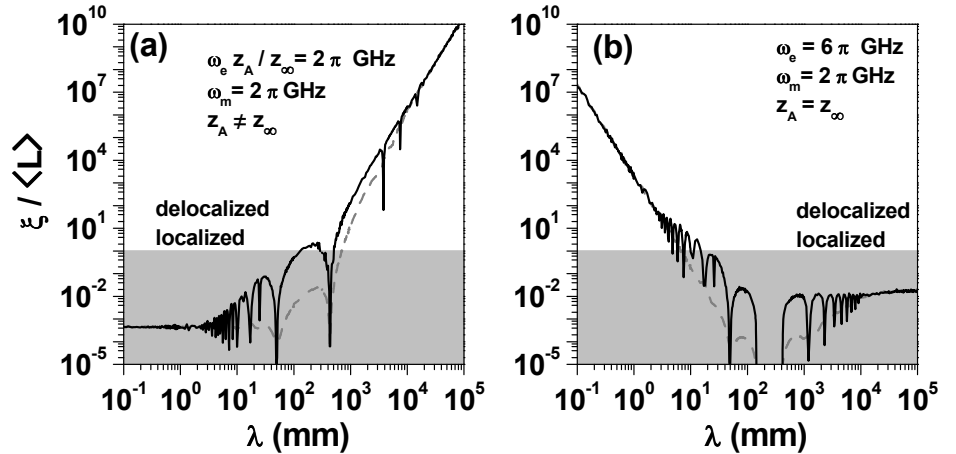 (a)
ω_e z_A / z_∞ = 2 π GHz
ω_m = 2 π GHz
z_A ≠ z_∞
delocalized
localized
10^10
10^7
10^4
10^1
10^-2
10^-5
ξ / <L>
10^-1 10^0 10^1 10^2 10^3 10^4 10^5
λ (mm)
(b)
ω_e = 6 π GHz
ω_m = 2 π GHz
z_A = z_∞
delocalized
localized
10^10
10^7
10^4
10^1
10^-2
10^-5
10^-1 10^0 10^1 10^2 10^3 10^4 10^5
λ (mm)